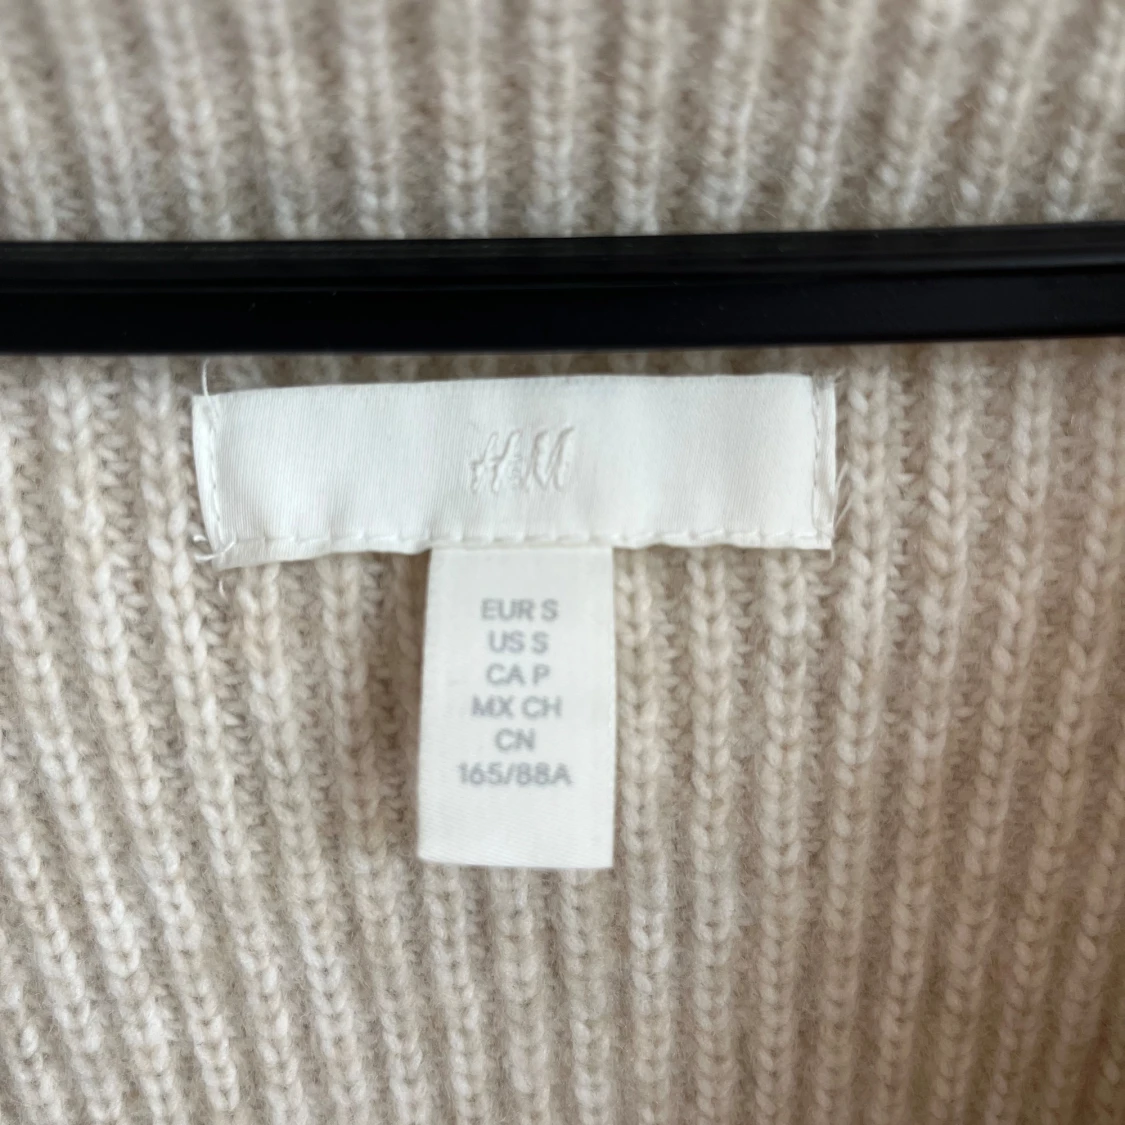 H&M
EUR S
US S
CA P
MX CH
CN
165/88A